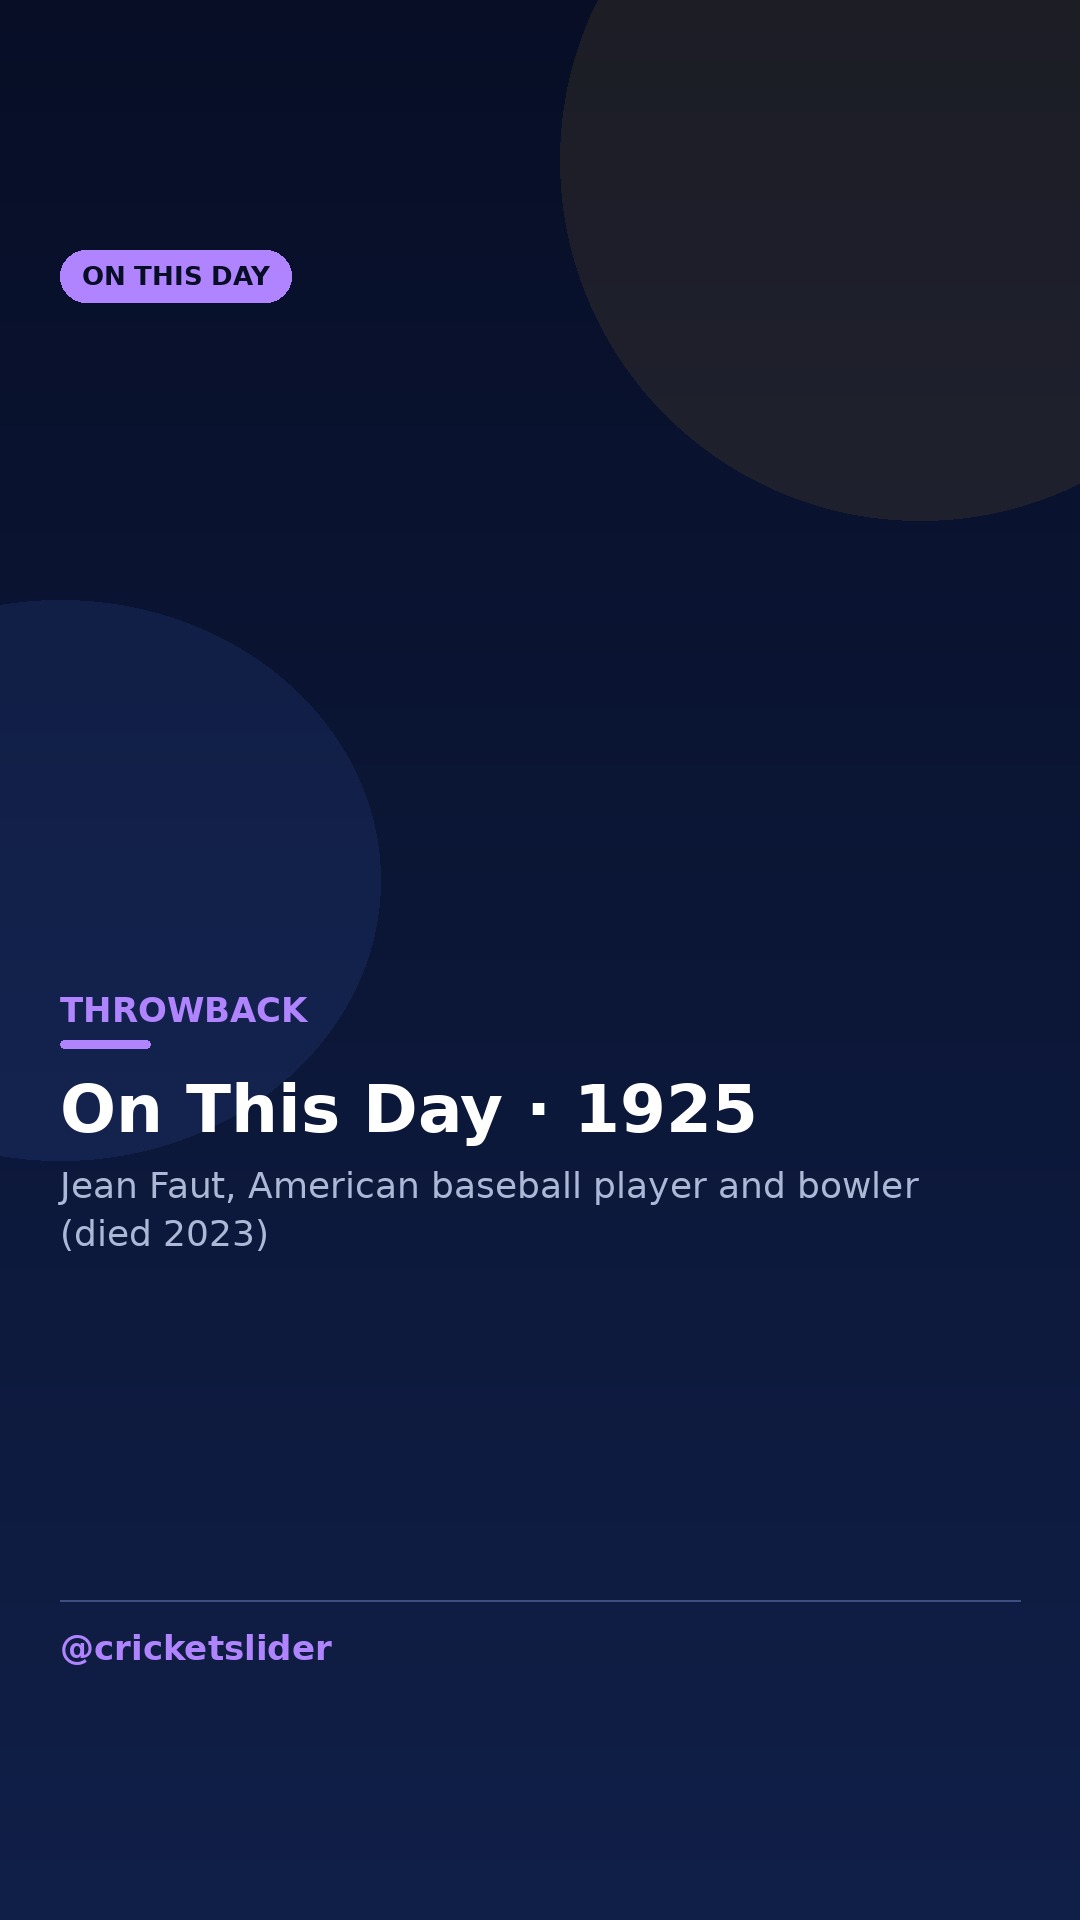 ON THIS DAY
THROWBACK
On This Day · 1925
Jean Faut, American baseball player and bowler
(died 2023)
@cricketslider